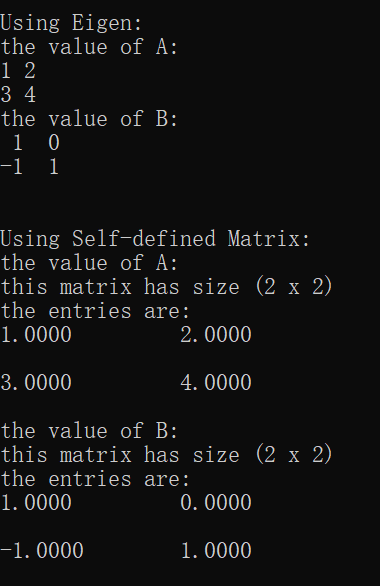 Using Eigen:
the value of A:
1 2
3 4
the value of B:
 1  0
-1  1
Using Self-defined Matrix:
the value of A:
this matrix has size (2 x 2)
the entries are:
1.0000         2.0000
3.0000         4.0000
the value of B:
this matrix has size (2 x 2)
the entries are:
1.0000         0.0000
-1.0000        1.0000